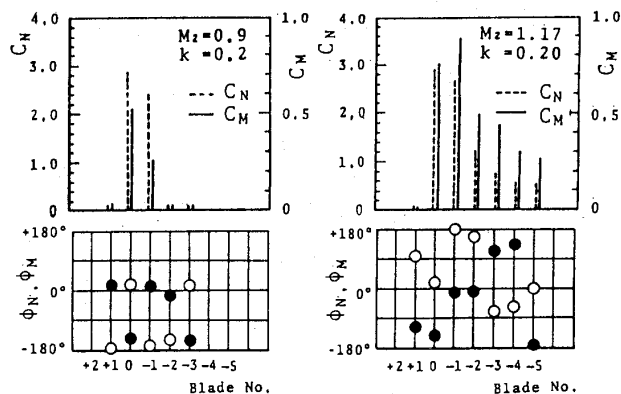 4.0
3.0
2.0
1.0
0
C_N
1.0
0.5
0
C_M
M₂=0.9
k =0.2
C_N
C_M
+180°
0°
-180°
ϕ_N, ϕ_M
+2 +1 0 -1 -2 -3 -4 -5
Blade No.
4.0
3.0
2.0
1.0
0
C_N
1.0
0.5
0
C_M
M₂=1.17
k =0.20
C_N
C_M
+180°
0°
-180°
ϕ_N, ϕ_M
+2 +1 0 -1 -2 -3 -4 -5
Blade No.